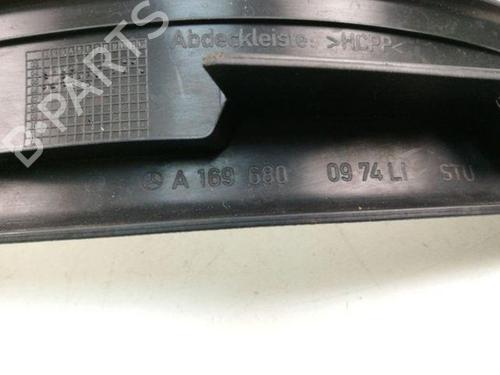 Abdeckleiste >HCPP<
A 169 680 09 74 LI STU
B-PARTS